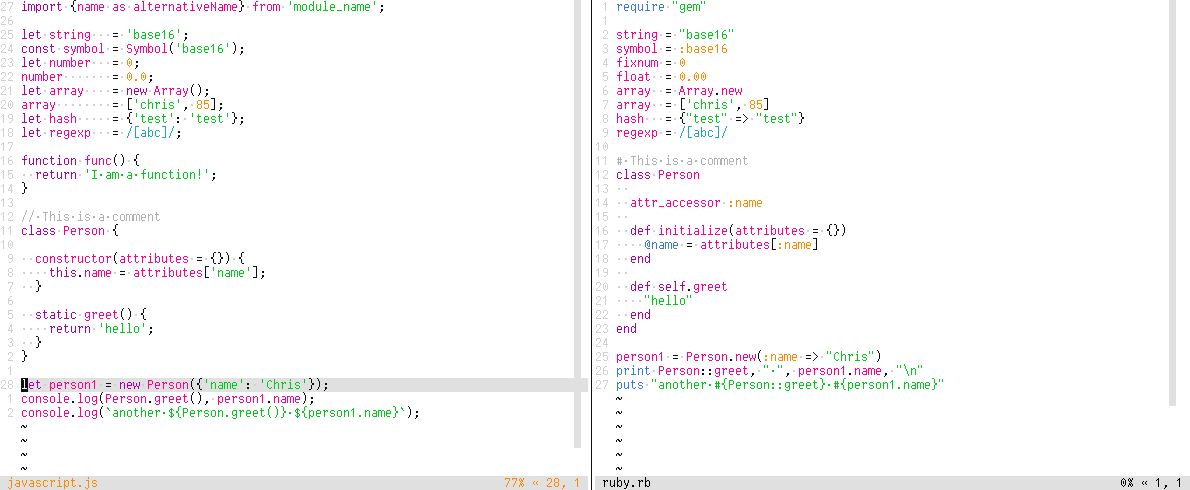 27 import {name as alternativeName} from 'module_name';
26
25 let string   = 'base16';
24 const symbol = Symbol('base16');
23 let number   = 0;
22 number       = 0.0;
21 let array    = new Array();
20 array        = ['chris', 85];
19 let hash     = {'test': 'test'};
18 let regexp   = /[abc]/;
17
16 function func() {
15   return 'I am a function!';
14 }
13
12 // This is a comment
11 class Person {
10
9   constructor(attributes = {}) {
8     this.name = attributes['name'];
7   }
6
5   static greet() {
4     return 'hello';
3   }
2 }
1
28 let person1 = new Person({'name': 'Chris'});
1 console.log(Person.greet(), person1.name);
2 console.log(`another ${Person.greet()} ${person1.name}`);
~
~
~
~
javascript.js 77% « 28, 1
1 require "gem"
1
2 string = "base16"
3 symbol = :base16
4 fixnum = 0
5 float  = 0.00
6 array  = Array.new
7 array  = ['chris', 85]
8 hash   = {"test" => "test"}
9 regexp = /[abc]/
10
11 # This is a comment
12 class Person
13
14   attr_accessor :name
15
16   def initialize(attributes = {})
17     @name = attributes[:name]
18   end
19
20   def self.greet
21     "hello"
22   end
23 end
24
25 person1 = Person.new(:name => "Chris")
26 print Person::greet, " ", person1.name, "\n"
27 puts "another #{Person::greet} #{person1.name}"
~
~
~
~
~
~
ruby.rb 0% « 1, 1